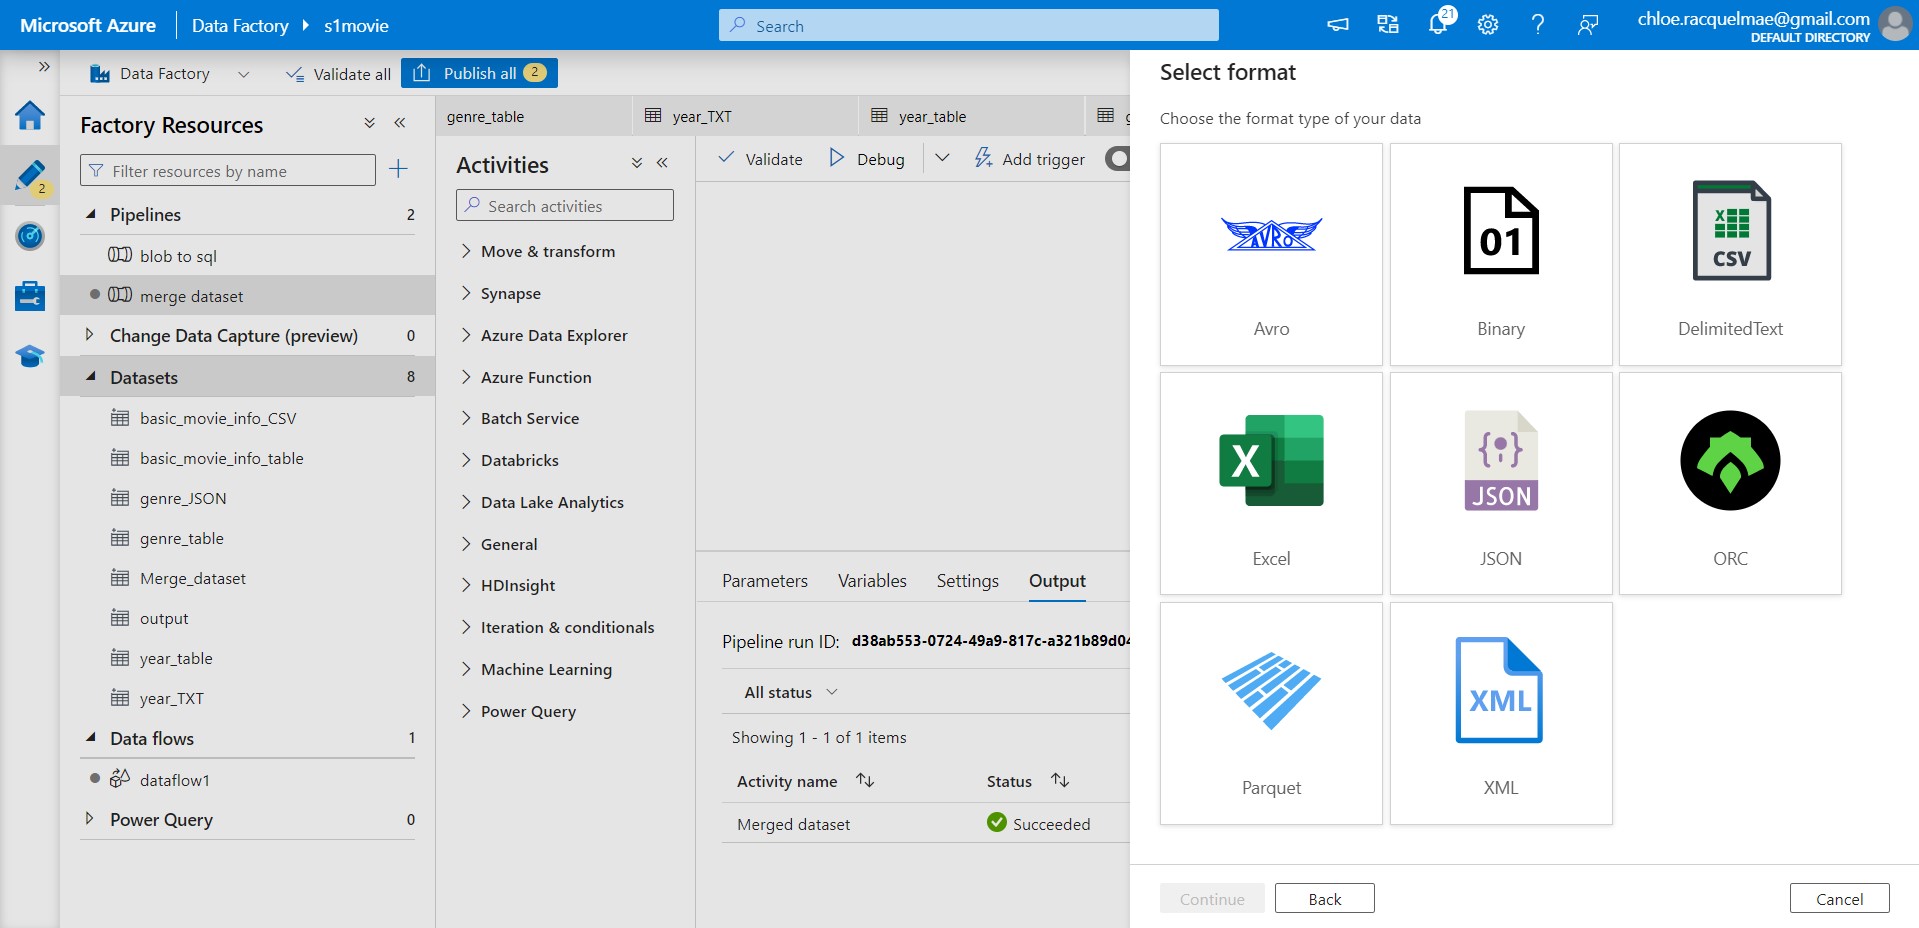 Microsoft Azure
Data Factory
s1movie
Search
21
chloe.racquelmae@gmail.com
DEFAULT DIRECTORY
Data Factory
Validate all
Publish all
2
2
Factory Resources
Filter resources by name
Pipelines 2
blob to sql
merge dataset
Change Data Capture (preview) 0
Datasets 8
basic_movie_info_CSV
basic_movie_info_table
genre_JSON
genre_table
Merge_dataset
output
year_table
year_TXT
Data flows 1
dataflow1
Power Query 0
genre_table
year_TXT
year_table
Activities
Search activities
Move & transform
Synapse
Azure Data Explorer
Azure Function
Batch Service
Databricks
Data Lake Analytics
General
HDInsight
Iteration & conditionals
Machine Learning
Power Query
Validate
Debug
Add trigger
Parameters
Variables
Settings
Output
Pipeline run ID: d38ab553-0724-49a9-817c-a321b89d04
All status
Showing 1 - 1 of 1 items
Activity name
Status
Merged dataset
Succeeded
Select format
Choose the format type of your data
AVRO
Avro
01
Binary
X
CSV
DelimitedText
X
Excel
JSON
JSON
ORC
Parquet
XML
XML
Continue
Back
Cancel